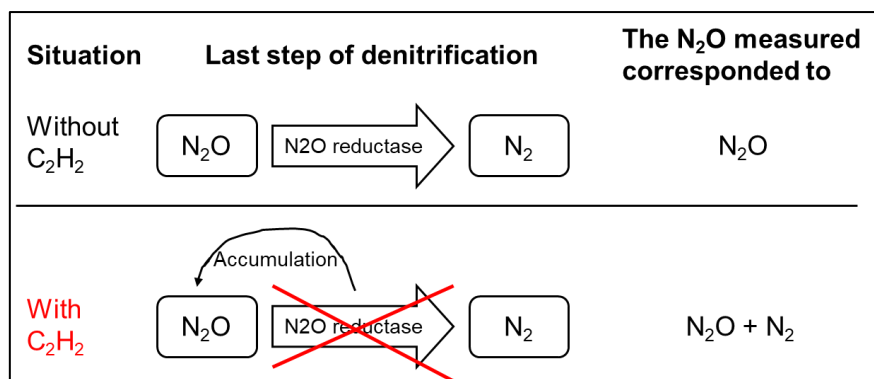 Situation
Last step of denitrification
The N₂O measured
corresponded to
Without
C₂H₂
N₂O
N2O reductase
N₂
N₂O
Accumulation
With
C₂H₂
N₂O
N2O reductase
N₂
N₂O + N₂